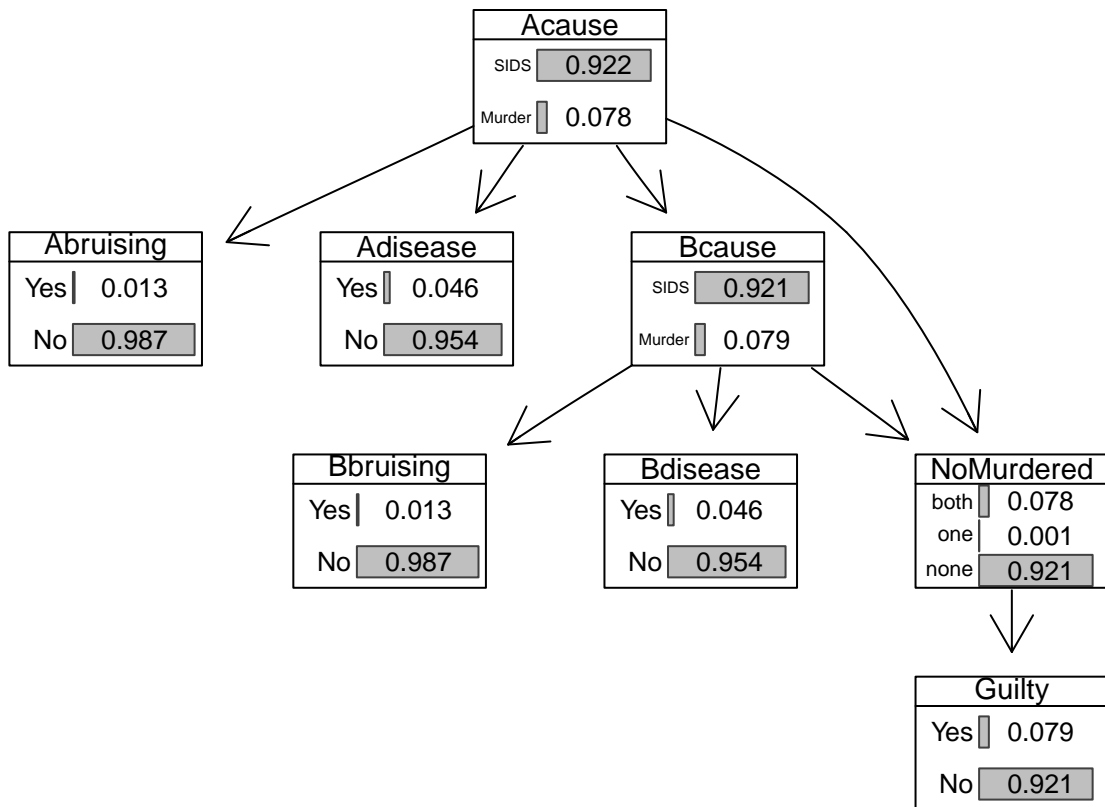 Acause
SIDS 0.922
Murder 0.078
Abruising
Yes 0.013
No 0.987
Adisease
Yes 0.046
No 0.954
Bcause
SIDS 0.921
Murder 0.079
Bbruising
Yes 0.013
No 0.987
Bdisease
Yes 0.046
No 0.954
NoMurdered
both 0.078
one 0.001
none 0.921
Guilty
Yes 0.079
No 0.921